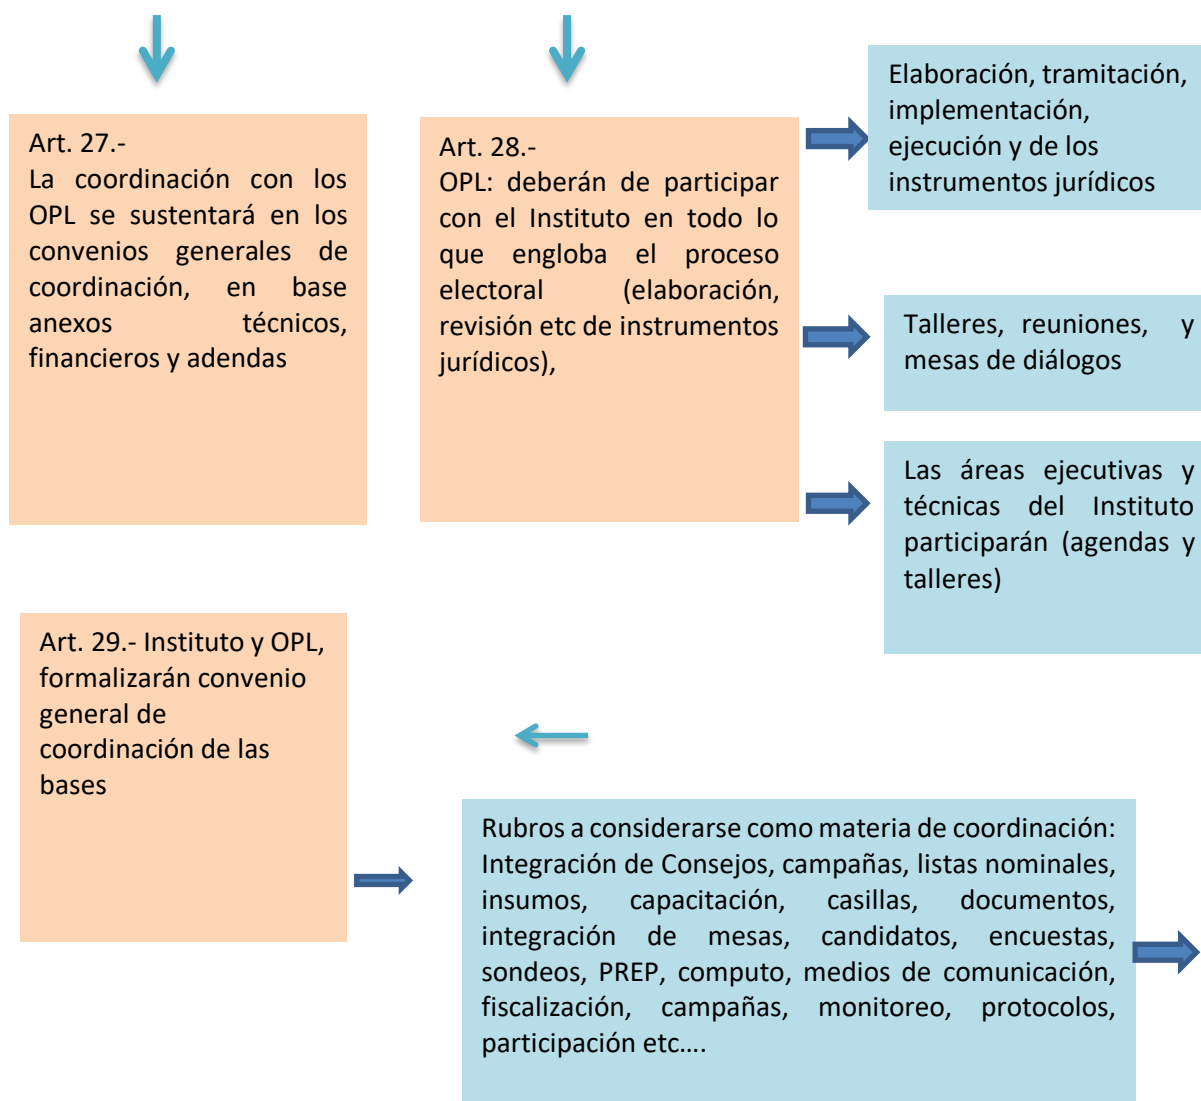 Art. 27.-
La coordinación con los
OPL se sustentará en los
convenios generales de
coordinación, en base
anexos técnicos,
financieros y adendas
Art. 28.-
OPL: deberán de participar
con el Instituto en todo lo
que engloba el proceso
electoral (elaboración,
revisión etc de instrumentos
jurídicos),
Elaboración, tramitación,
implementación,
ejecución y de los
instrumentos jurídicos
Talleres, reuniones, y
mesas de diálogos
Las áreas ejecutivas y
técnicas del Instituto
participarán (agendas y
talleres)
Art. 29.- Instituto y OPL,
formalizarán convenio
general de
coordinación de las
bases
Rubros a considerarse como materia de coordinación:
Integración de Consejos, campañas, listas nominales,
insumos, capacitación, casillas, documentos,
integración de mesas, candidatos, encuestas,
sondeos, PREP, computo, medios de comunicación,
fiscalización, campañas, monitoreo, protocolos,
participación etc….